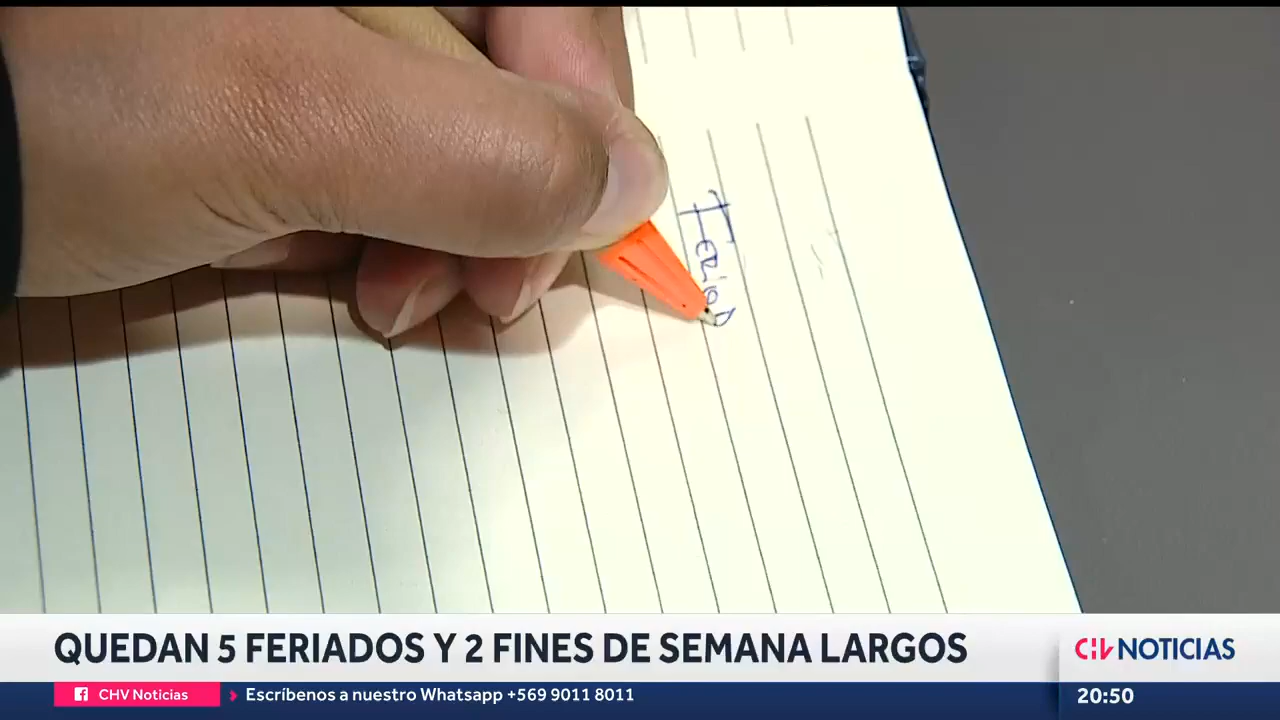 FERIAD
QUEDAN 5 FERIADOS Y 2 FINES DE SEMANA LARGOS
CHV NOTICIAS
CHV Noticias
Escríbenos a nuestro Whatsapp +569 9011 8011
20:50